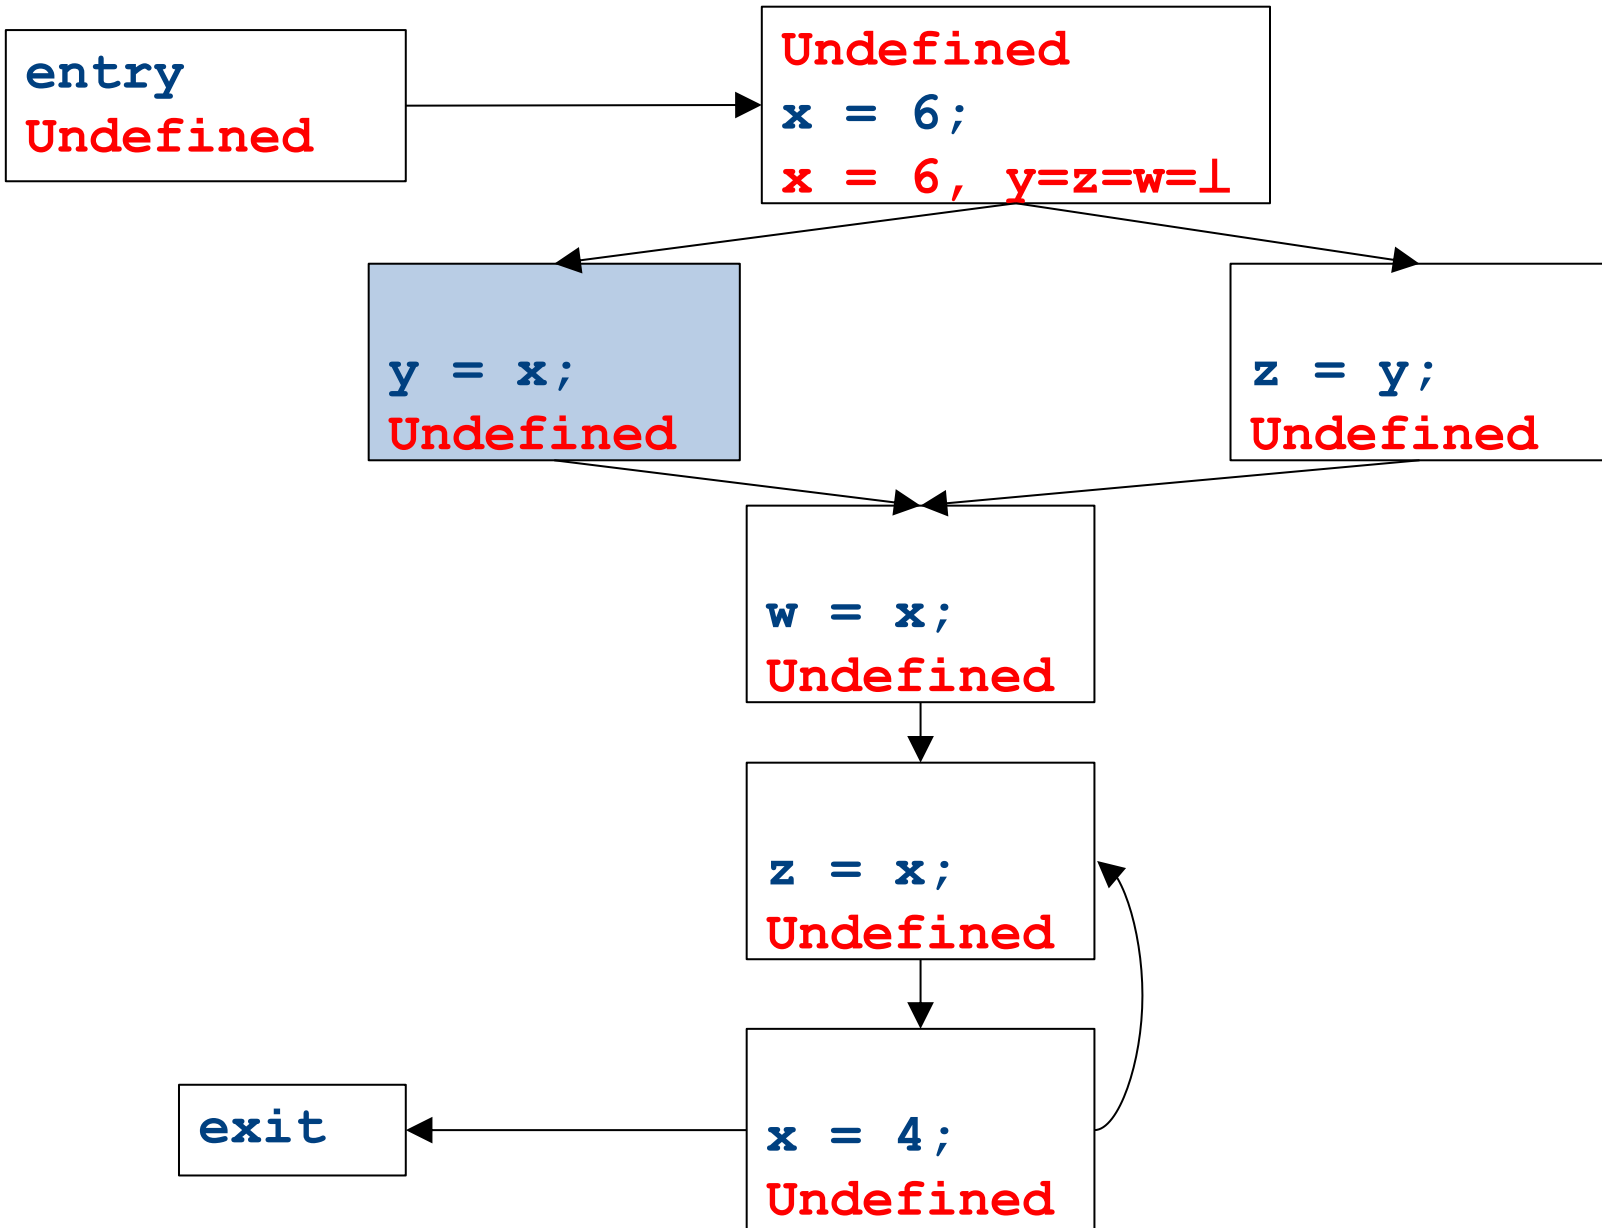 entry
Undefined
Undefined
x = 6;
x = 6, y=z=w=⊥
y = x;
Undefined
z = y;
Undefined
w = x;
Undefined
z = x;
Undefined
exit
x = 4;
Undefined